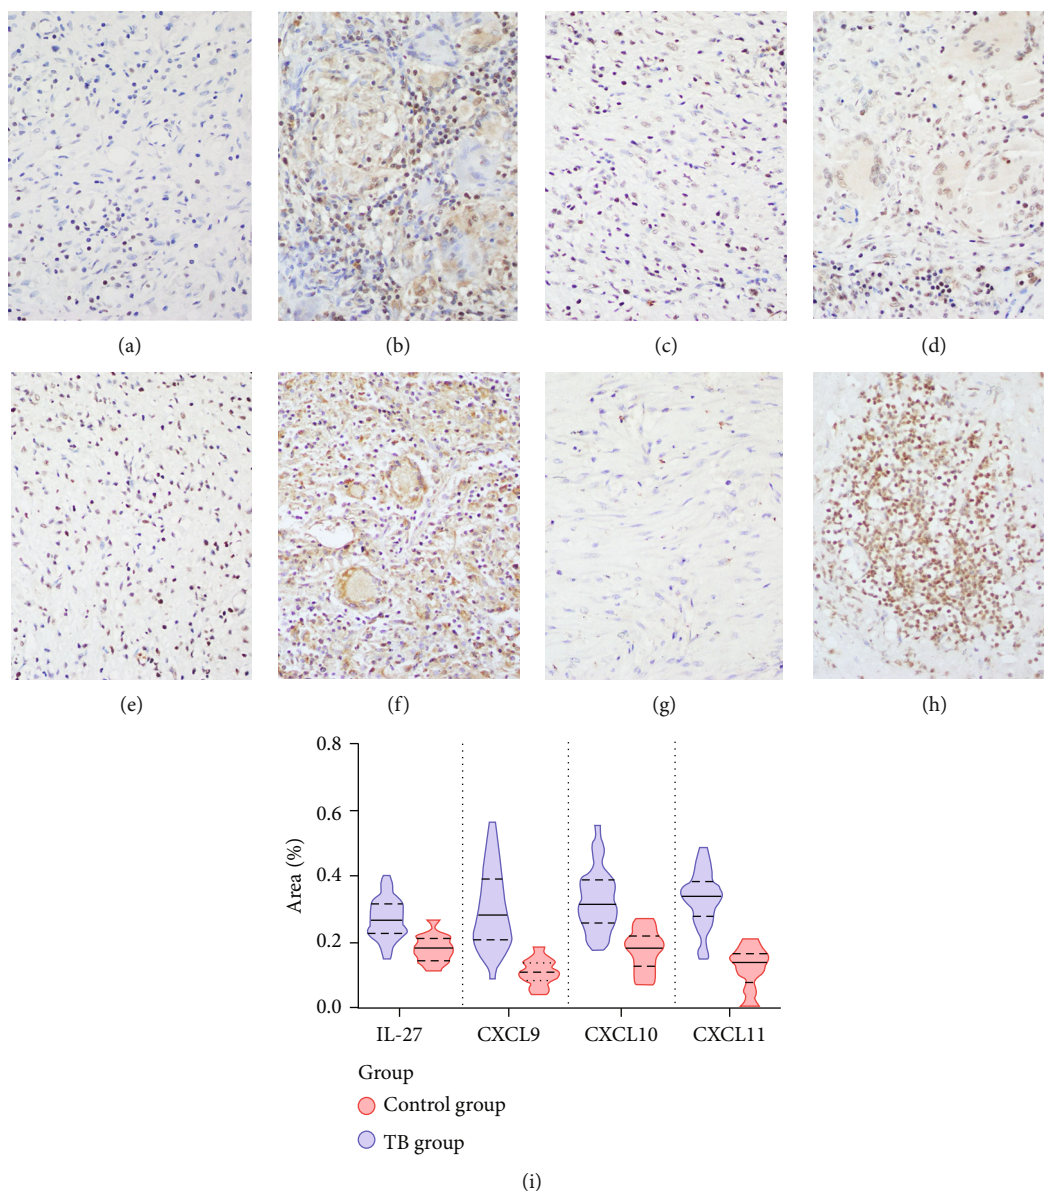 (a)
(b)
(c)
(d)
(e)
(f)
(g)
(h)
0.8
0.6
0.4
0.2
0.0
Area (%)
IL-27
CXCL9
CXCL10
CXCL11
Group
Control group
TB group
(i)